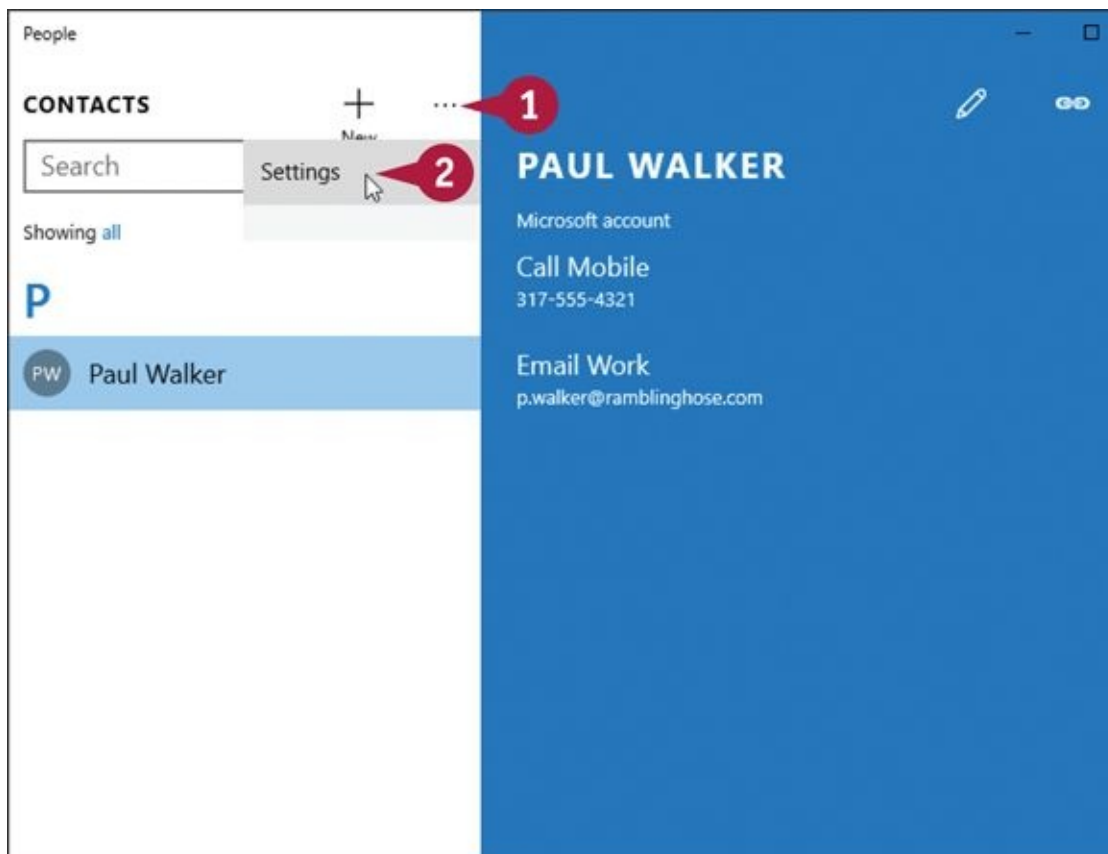 People
CONTACTS
New
1
Search
Settings
2
Showing all
P
PW Paul Walker
PAUL WALKER
Microsoft account
Call Mobile
317-555-4321
Email Work
p.walker@ramblinghose.com